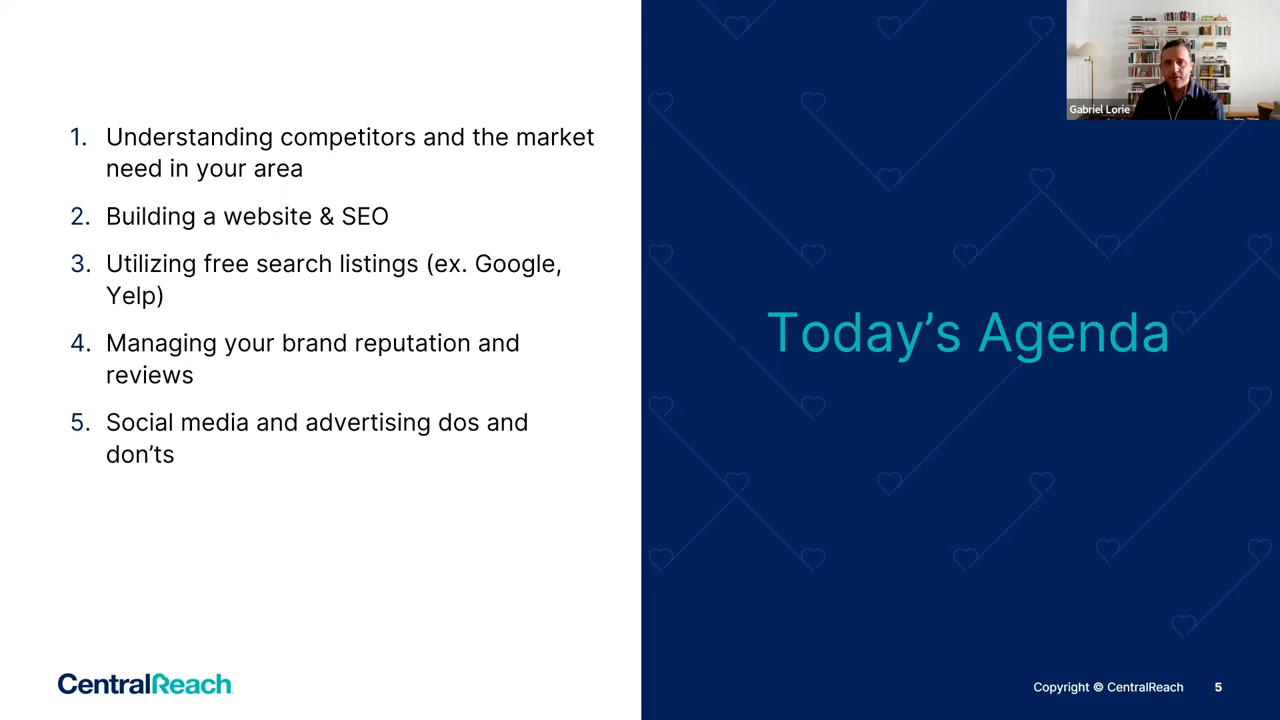 1. Understanding competitors and the market
need in your area
2. Building a website & SEO
3. Utilizing free search listings (ex. Google,
Yelp)
4. Managing your brand reputation and
reviews
5. Social media and advertising dos and
don’ts
Today’s Agenda
Gabriel Lorie
CentralReach
Copyright © CentralReach 5